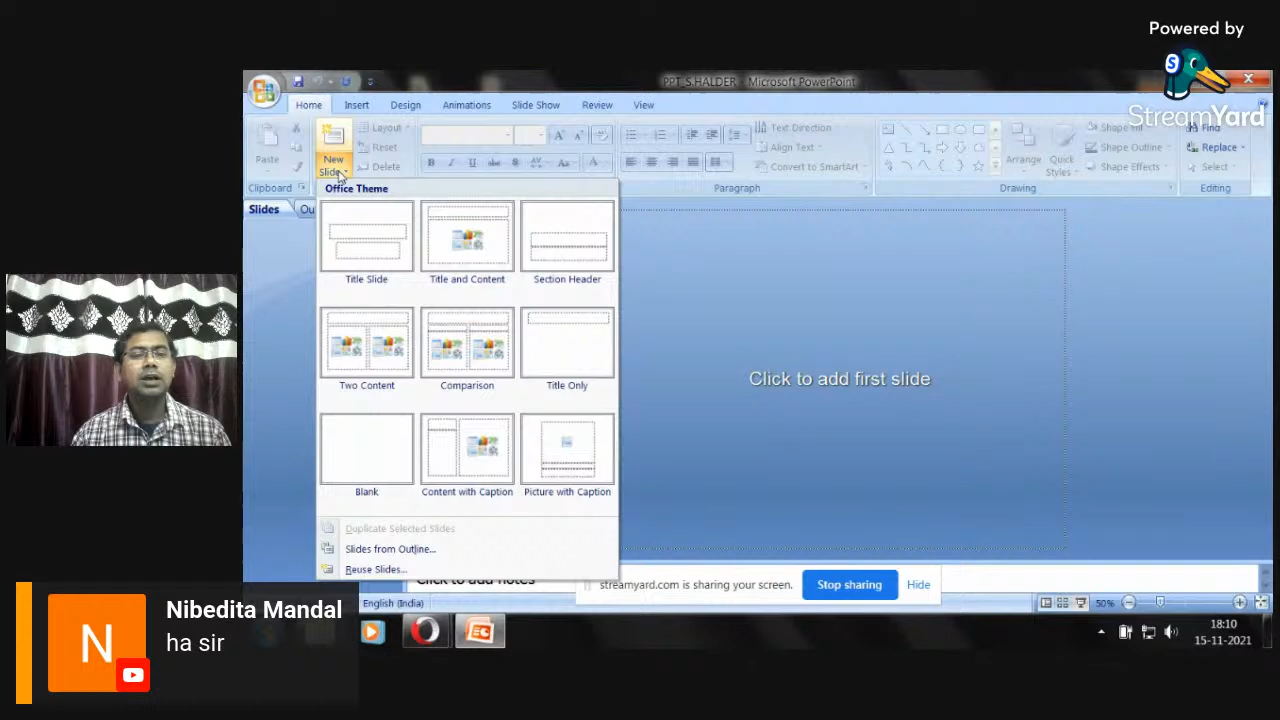 Powered by
StreamYard
PPT_S.HALDER - Microsoft PowerPoint
Home Insert Design Animations Slide Show Review View
Paste
Clipboard
New
Slide
Layout
Reset
Delete
Text Direction
Align Text
Convert to SmartArt
Paragraph
Arrange
Quick
Styles
Shape Fill
Shape Outline
Shape Effects
Drawing
Find
Replace
Select
Editing
Slides
Ou
Office Theme
Title Slide Title and Content Section Header
Two Content Comparison Title Only
Blank Content with Caption Picture with Caption
Duplicate Selected Slides
Slides from Outline...
Reuse Slides...
Click to add first slide
Click to add notes
streamyard.com is sharing your screen. Stop sharing Hide
English (India)
50%
18:10
15-11-2021
N
Nibedita Mandal
ha sir